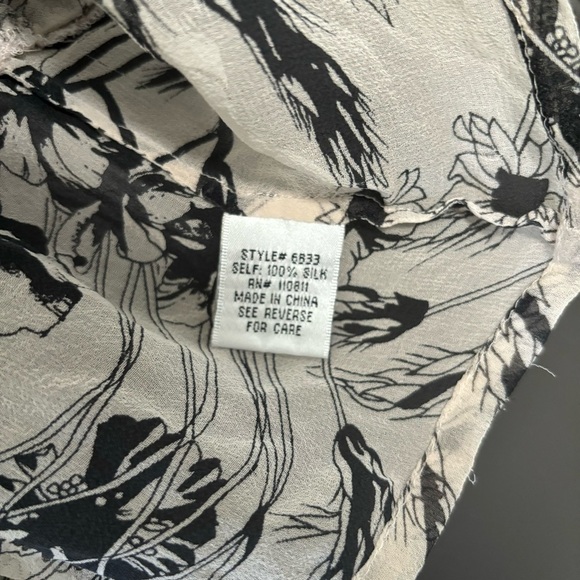 STYLE# 6833
SELF: 100% SILK
RN# 110811
MADE IN CHINA
SEE REVERSE
FOR CARE